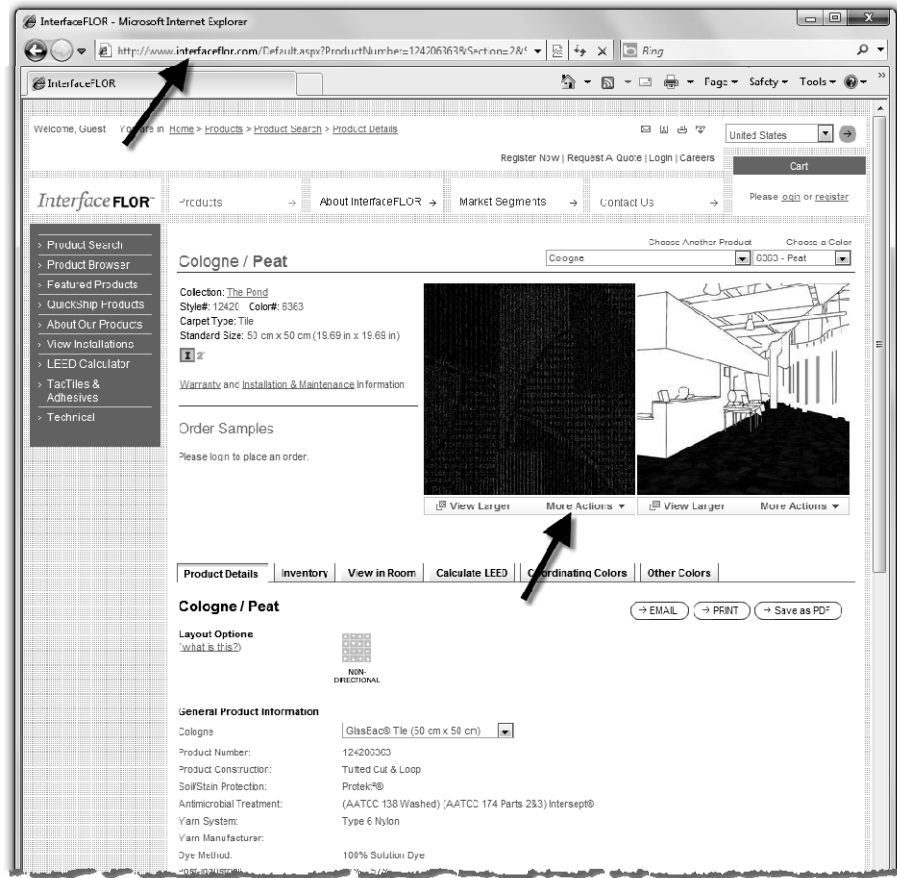 InterfaceFLOR - Microsoft Internet Explorer
http://www.interfaceflor.com/Default.aspx?ProductNumber=124206363&Section=2&
Bing
InterfaceFLOR
Page Safety Tools
Welcome, Guest You are in Home > Products > Product Search > Product Details
United States
Register Now | Request A Quote | Login | Careers
Cart
Please login or register
InterfaceFLOR
Products → About InterfaceFLOR → Market Segments → Contact Us →
> Product Search
> Product Browser
> Featured Products
> QuickShip Products
> About Our Products
> View Installations
> LEED Calculator
> TacTiles &
Adhesives
> Technical
Choose Another Product Choose a Color
Cologne / Peat
Cologne 6363 - Peat
Collection: The Pond
Style#: 12420 Color#: 6363
Carpet Type: Tile
Standard Size: 50 cm x 50 cm (19.69 in x 19.69 in)
Warranty and Installation & Maintenance Information
Order Samples
Please login to place an order.
View Larger More Actions
View Larger More Actions
Product Details Inventory View in Room Calculate LEED Coordinating Colors Other Colors
Cologne / Peat
→ EMAIL → PRINT → Save as PDF
Layout Options
(what is this?)
NON-
DIRECTIONAL
General Product Information
Cologne GlasBac® Tile (50 cm x 50 cm)
Product Number: 124206363
Product Construction: Tufted Cut & Loop
Soil/Stain Protection: Protekt²®
Antimicrobial Treatment: (AATCC 138 Washed) (AATCC 174 Parts 2&3) Intersept®
Yarn System: Type 6 Nylon
Yarn Manufacturer:
Dye Method: 100% Solution Dye